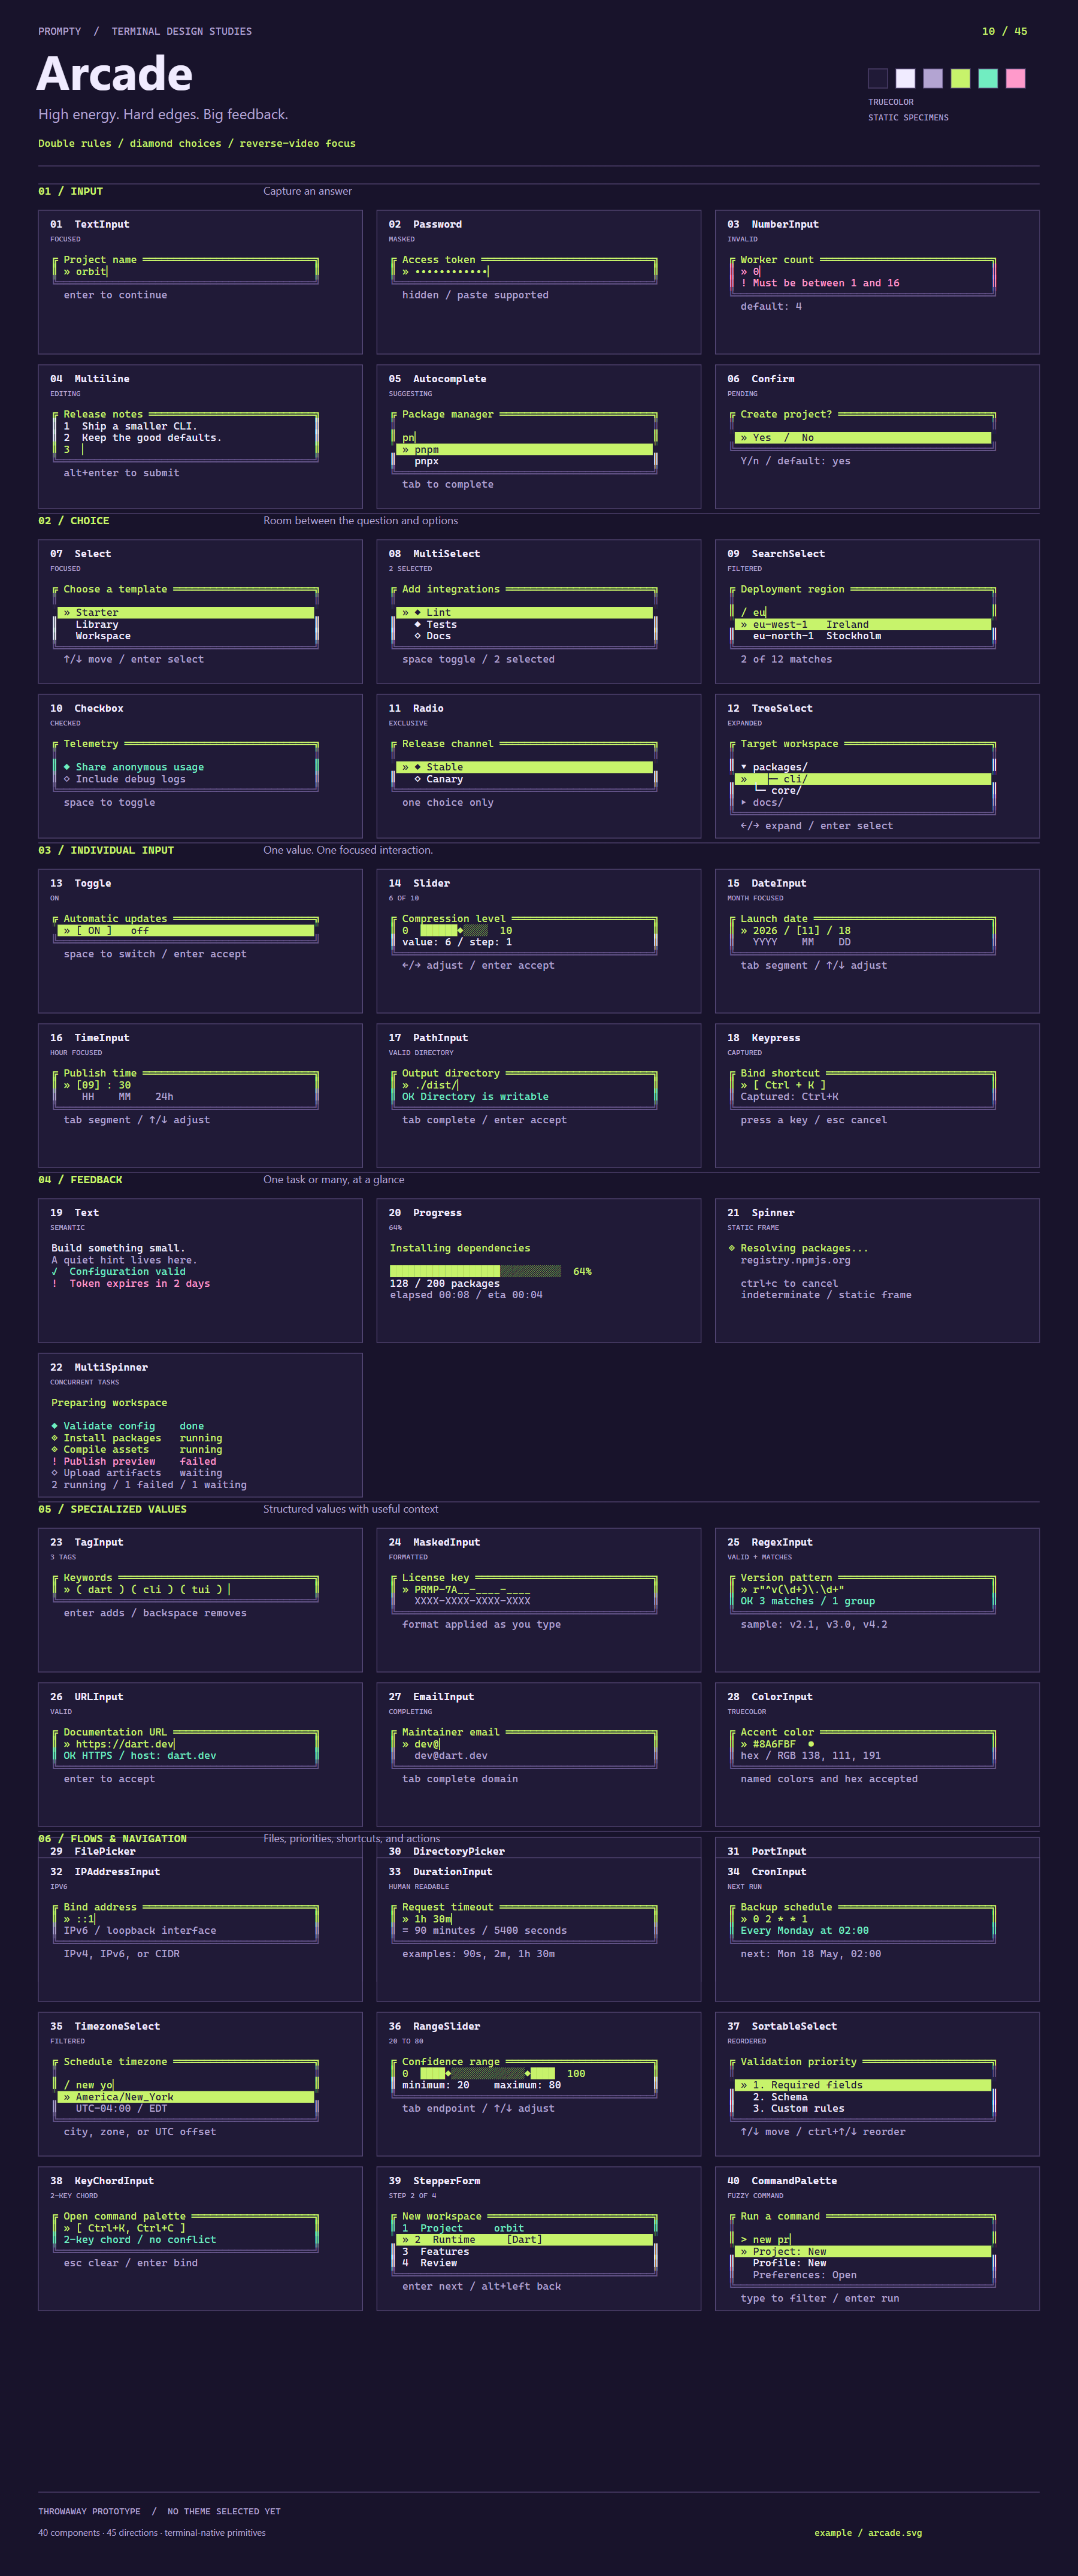 PROMPTY / TERMINAL DESIGN STUDIES
10 / 45
Arcade
High energy. Hard edges. Big feedback.
TRUECOLOR
STATIC SPECIMENS
Double rules / diamond choices / reverse-video focus
01 / INPUT
Capture an answer
01 TextInput
FOCUSED
Project name
» orbit
enter to continue
02 Password
MASKED
Access token
» ••••••••••••
hidden / paste supported
03 NumberInput
INVALID
Worker count
» 0
! Must be between 1 and 16
default: 4
04 Multiline
EDITING
Release notes
1 Ship a smaller CLI.
2 Keep the good defaults.
3
alt+enter to submit
05 Autocomplete
SUGGESTING
Package manager
pn
» pnpm
pnpx
tab to complete
06 Confirm
PENDING
Create project?
» Yes / No
Y/n / default: yes
02 / CHOICE
Room between the question and options
07 Select
FOCUSED
Choose a template
» Starter
Library
Workspace
↑/↓ move / enter select
08 MultiSelect
2 SELECTED
Add integrations
» ◆ Lint
◆ Tests
◇ Docs
space toggle / 2 selected
09 SearchSelect
FILTERED
Deployment region
/ eu
» eu-west-1 Ireland
eu-north-1 Stockholm
2 of 12 matches
10 Checkbox
CHECKED
Telemetry
◆ Share anonymous usage
◇ Include debug logs
space to toggle
11 Radio
EXCLUSIVE
Release channel
» ◆ Stable
◇ Canary
one choice only
12 TreeSelect
EXPANDED
Target workspace
▾ packages/
» ├─ cli/
└─ core/
▸ docs/
←/→ expand / enter select
03 / INDIVIDUAL INPUT
One value. One focused interaction.
13 Toggle
ON
Automatic updates
» [ ON ] off
space to switch / enter accept
14 Slider
6 OF 10
Compression level
0 ██████◆░░░░ 10
value: 6 / step: 1
←/→ adjust / enter accept
15 DateInput
MONTH FOCUSED
Launch date
» 2026 / [11] / 18
YYYY MM DD
tab segment / ↑/↓ adjust
16 TimeInput
HOUR FOCUSED
Publish time
» [09] : 30
HH MM 24h
tab segment / ↑/↓ adjust
17 PathInput
VALID DIRECTORY
Output directory
» ./dist/
OK Directory is writable
tab complete / enter accept
18 Keypress
CAPTURED
Bind shortcut
» [ Ctrl + K ]
Captured: Ctrl+K
press a key / esc cancel
04 / FEEDBACK
One task or many, at a glance
19 Text
SEMANTIC
Build something small.
A quiet hint lives here.
✓ Configuration valid
! Token expires in 2 days
20 Progress
64%
Installing dependencies
64%
128 / 200 packages
elapsed 00:08 / eta 00:04
21 Spinner
STATIC FRAME
◈ Resolving packages...
registry.npmjs.org
ctrl+c to cancel
indeterminate / static frame
22 MultiSpinner
CONCURRENT TASKS
Preparing workspace
◆ Validate config done
◈ Install packages running
◈ Compile assets running
! Publish preview failed
◇ Upload artifacts waiting
2 running / 1 failed / 1 waiting
05 / SPECIALIZED VALUES
Structured values with useful context
23 TagInput
3 TAGS
Keywords
» ( dart ) ( cli ) ( tui )
enter adds / backspace removes
24 MaskedInput
FORMATTED
License key
» PRMP-7A__-____-____
XXXX-XXXX-XXXX-XXXX
format applied as you type
25 RegexInput
VALID + MATCHES
Version pattern
» r"^v(\d+)\.\d+"
OK 3 matches / 1 group
sample: v2.1, v3.0, v4.2
26 URLInput
VALID
Documentation URL
» https://dart.dev
OK HTTPS / host: dart.dev
enter to accept
27 EmailInput
COMPLETING
Maintainer email
» dev@
dev@dart.dev
tab complete domain
28 ColorInput
TRUECOLOR
Accent color
» #8A6FBF ●
hex / RGB 138, 111, 191
named colors and hex accepted
06 / FLOWS & NAVIGATION
Files, priorities, shortcuts, and actions
29 FilePicker
30 DirectoryPicker
31 PortInput
32 IPAddressInput
IPV6
Bind address
» ::1
IPv6 / loopback interface
IPv4, IPv6, or CIDR
33 DurationInput
HUMAN READABLE
Request timeout
» 1h 30m
= 90 minutes / 5400 seconds
examples: 90s, 2m, 1h 30m
34 CronInput
NEXT RUN
Backup schedule
» 0 2 * * 1
Every Monday at 02:00
next: Mon 18 May, 02:00
35 TimezoneSelect
FILTERED
Schedule timezone
/ new yo
» America/New_York
UTC-04:00 / EDT
city, zone, or UTC offset
36 RangeSlider
20 TO 80
Confidence range
0 ████◆░░░░░░░░░░░░◆████ 100
minimum: 20 maximum: 80
tab endpoint / ↑/↓ adjust
37 SortableSelect
REORDERED
Validation priority
» 1. Required fields
2. Schema
3. Custom rules
↑/↓ move / ctrl+↑/↓ reorder
38 KeyChordInput
2-KEY CHORD
Open command palette
» [ Ctrl+K, Ctrl+C ]
2-key chord / no conflict
esc clear / enter bind
39 StepperForm
STEP 2 OF 4
New workspace
1 Project orbit
» 2 Runtime [Dart]
3 Features
4 Review
enter next / alt+left back
40 CommandPalette
FUZZY COMMAND
Run a command
> new pr
» Project: New
Profile: New
Preferences: Open
type to filter / enter run
THROWAWAY PROTOTYPE / NO THEME SELECTED YET
40 components · 45 directions · terminal-native primitives
example / arcade.svg